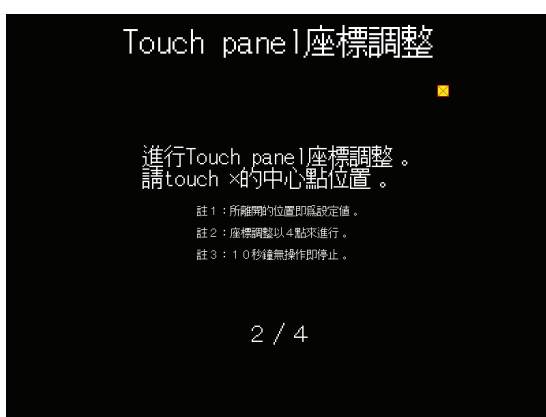 Touch panel座標調整
進行Touch panel座標調整。
請touch ×的中心點位置。
註1：所離開的位置即爲設定值。
註2：座標調整以4點來進行。
註3：10秒鐘無操作即停止。
2／4